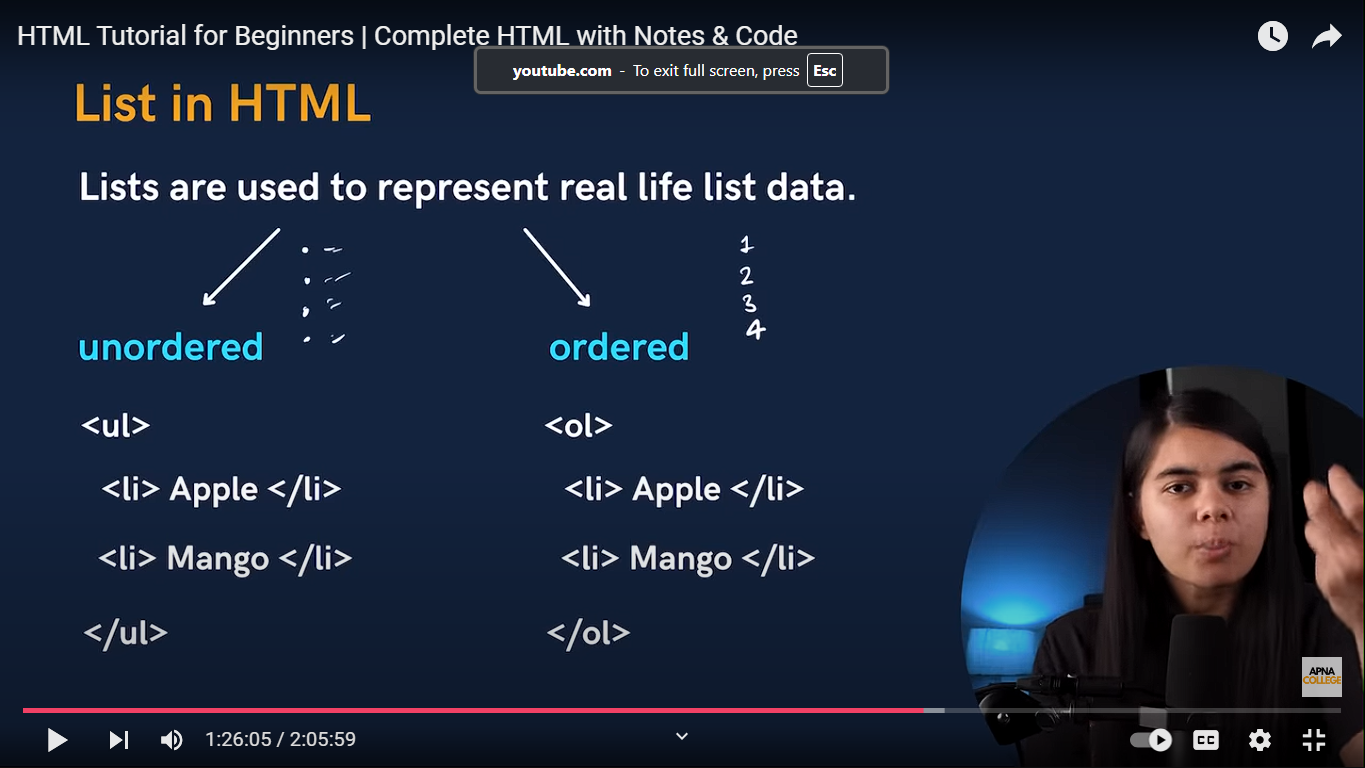 HTML Tutorial for Beginners | Complete HTML with Notes & Code
youtube.com - To exit full screen, press Esc
List in HTML
Lists are used to represent real life list data.
1
2
3
4
unordered
ordered
<ul>
<li> Apple </li>
<li> Mango </li>
</ul>
<ol>
<li> Apple </li>
<li> Mango </li>
</ol>
APNA
COLLEGE
1:26:05 / 2:05:59
CC